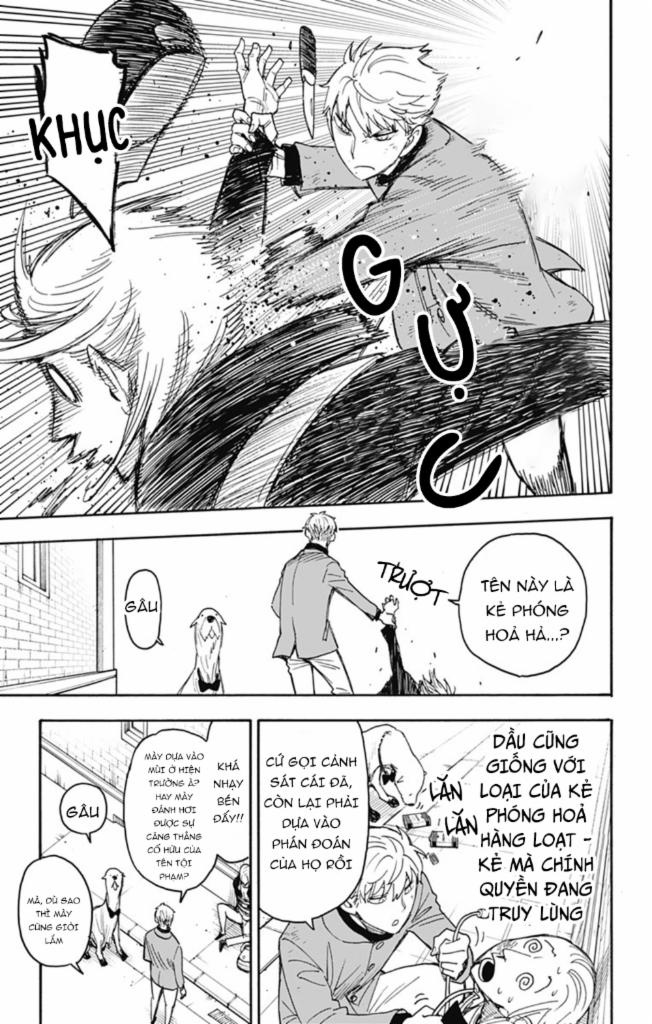 KHỤC
GỰC
TÊN NÀY LÀ
KẺ PHÓNG
HOẢ HẢ...?
TRƯỢT
GÂU
DẦU CŨNG
GIỐNG VỚI
LOẠI CỦA KẺ
PHÓNG HOẢ
HÀNG LOẠT -
KẺ MÀ CHÍNH
QUYỀN ĐANG
TRUY LÙNG
LĂN
LĂN
CỨ GỌI CẢNH
SÁT CÁI ĐÃ,
CÒN LẠI PHẢI
DỰA VÀO
PHÁN ĐOÁN
CỦA HỌ RỒI
KHÁ
NHẠY
BÉN
ĐẤY!!
MÀY DỰA VÀO
MÙI Ở HIỆN
TRƯỜNG À?
HAY MÀY
ĐÁNH HƠI
ĐƯỢC SỰ
CĂNG THẲNG
CỐ HỮU CỦA
TÊN TỘI
PHẠM?
GÂU
MÀ, DÙ SAO
THÌ MÀY
CŨNG GIỎI
LẮM